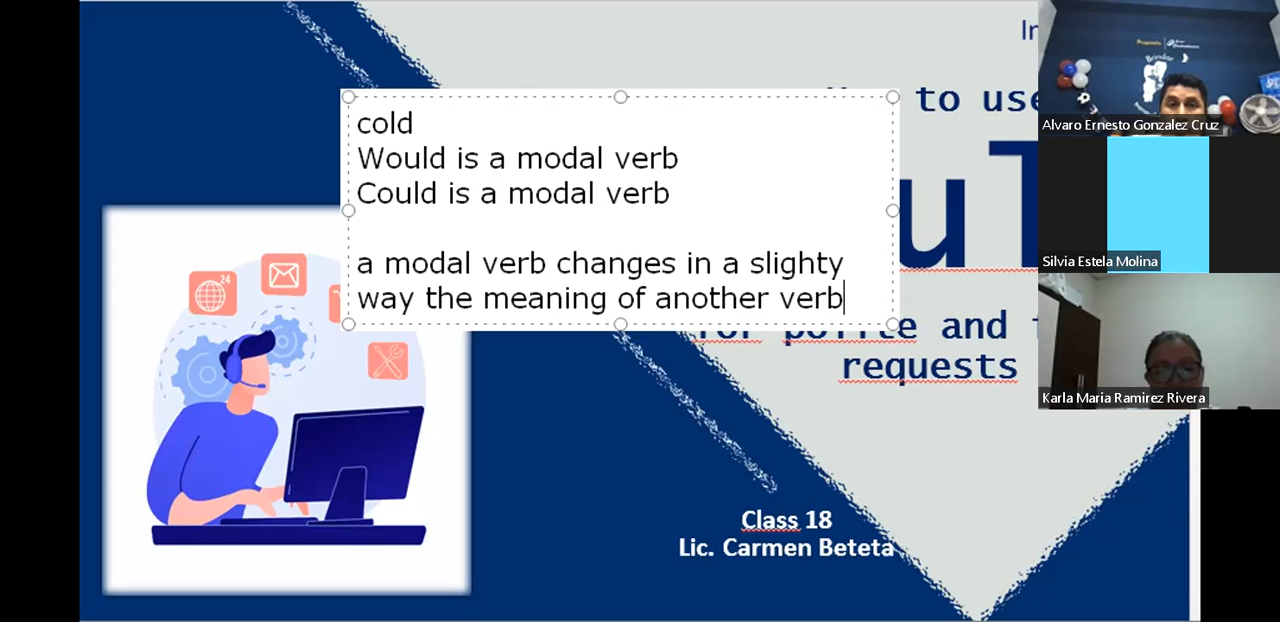 to use
cold
Would is a modal verb
Could is a modal verb
a modal verb changes in a slighty
way the meaning of another verb
24
requests
Class 18
Lic. Carmen Beteta
Alvaro Ernesto Gonzalez Cruz
Silvia Estela Molina
Karla Maria Ramirez Rivera